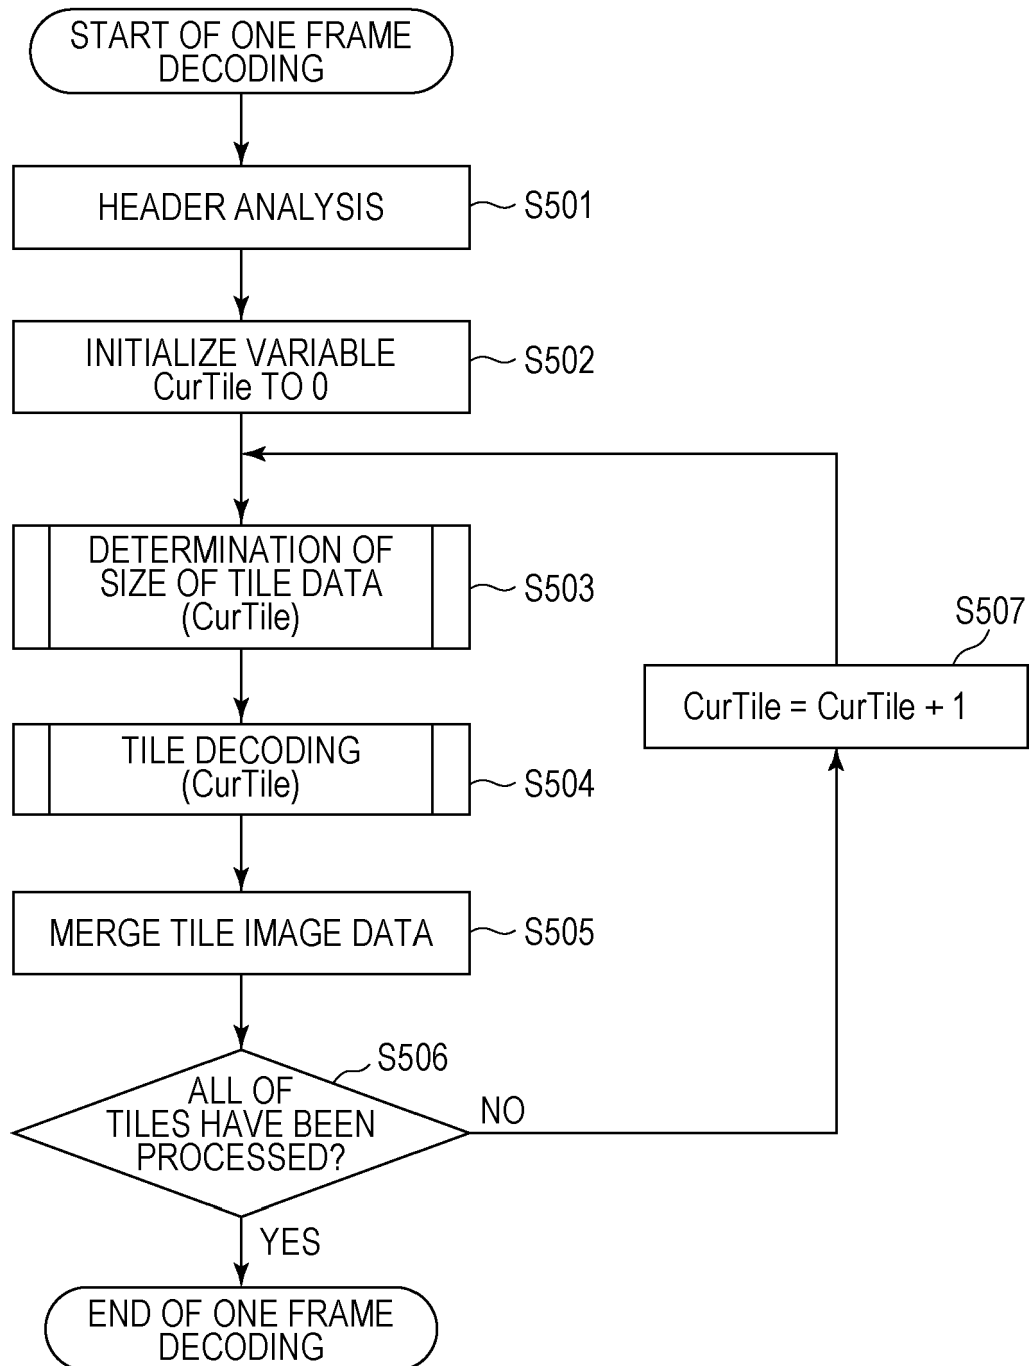 START OF ONE FRAME
DECODING
HEADER ANALYSIS
S501
INITIALIZE VARIABLE
CurTile TO 0
S502
DETERMINATION OF
SIZE OF TILE DATA
(CurTile)
S503
S507
CurTile = CurTile + 1
TILE DECODING
(CurTile)
S504
MERGE TILE IMAGE DATA
S505
S506
ALL OF
TILES HAVE BEEN
PROCESSED?
NO
YES
END OF ONE FRAME
DECODING